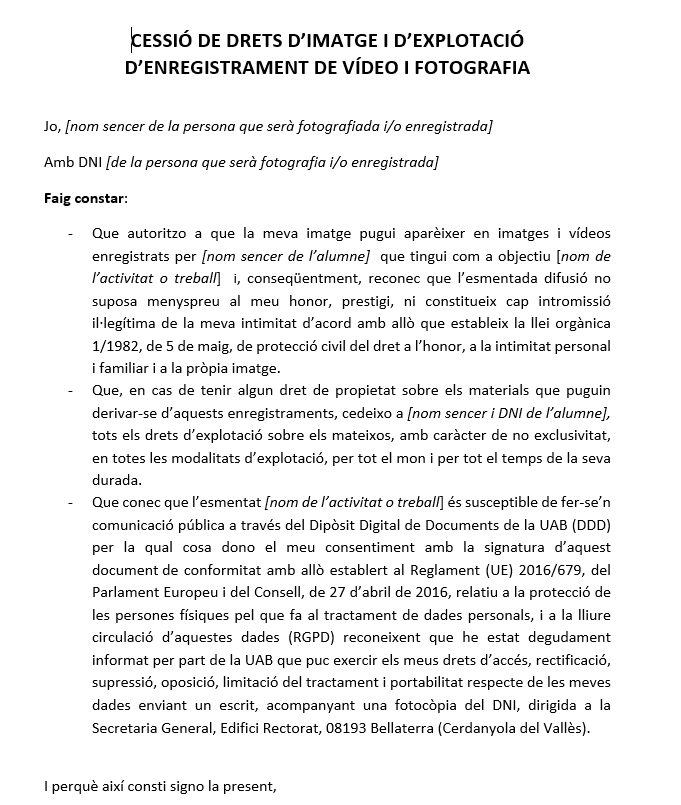 CESSIÓ DE DRETS D’IMATGE I D’EXPLOTACIÓ
D’ENREGISTRAMENT DE VÍDEO I FOTOGRAFIA
Jo, [nom sencer de la persona que serà fotografiada i/o enregistrada]
Amb DNI [de la persona que serà fotografia i/o enregistrada]
Faig constar:
- Que autoritzo a que la meva imatge pugui aparèixer en imatges i vídeos
enregistrats per [nom sencer de l’alumne] que tingui com a objectiu [nom de
l’activitat o treball] i, conseqüentment, reconec que l’esmentada difusió no
suposa menyspreu al meu honor, prestigi, ni constitueix cap intromissió
il·legítima de la meva intimitat d’acord amb allò que estableix la llei orgànica
1/1982, de 5 de maig, de protecció civil del dret a l’honor, a la intimitat personal
i familiar i a la pròpia imatge.
- Que, en cas de tenir algun dret de propietat sobre els materials que puguin
derivar-se d’aquests enregistraments, cedeixo a [nom sencer i DNI de l’alumne],
tots els drets d’explotació sobre els mateixos, amb caràcter de no exclusivitat,
en totes les modalitats d’explotació, per tot el mon i per tot el temps de la seva
durada.
- Que conec que l’esmentat [nom de l’activitat o treball] és susceptible de fer-se’n
comunicació pública a través del Dipòsit Digital de Documents de la UAB (DDD)
per la qual cosa dono el meu consentiment amb la signatura d’aquest
document de conformitat amb allò establert al Reglament (UE) 2016/679, del
Parlament Europeu i del Consell, de 27 d’abril de 2016, relatiu a la protecció de
les persones físiques pel que fa al tractament de dades personals, i a la lliure
circulació d’aquestes dades (RGPD) reconeixent que he estat degudament
informat per part de la UAB que puc exercir els meus drets d’accés, rectificació,
supressió, oposició, limitació del tractament i portabilitat respecte de les meves
dades enviant un escrit, acompanyant una fotocòpia del DNI, dirigida a la
Secretaria General, Edifici Rectorat, 08193 Bellaterra (Cerdanyola del Vallès).
I perquè així consti signo la present,